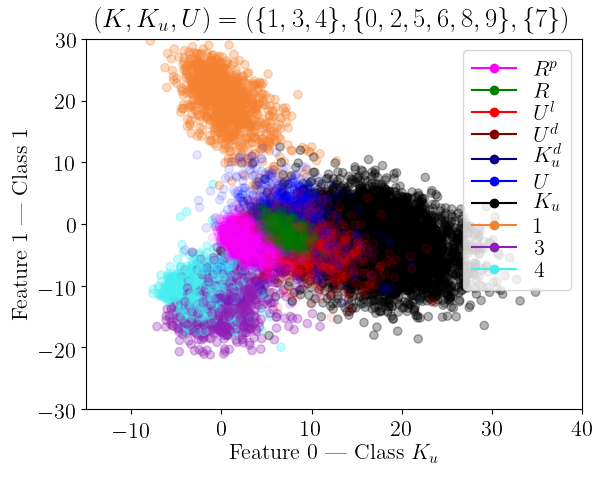 (K, K_u, U) = ({1, 3, 4}, {0, 2, 5, 6, 8, 9}, {7})
30
20
10
0
−10
−20
−30
Feature 1 — Class 1
R^p
R
U^l
U^d
K_u^d
U
K_u
1
3
4
−10
0
10
20
30
40
Feature 0 — Class K_u